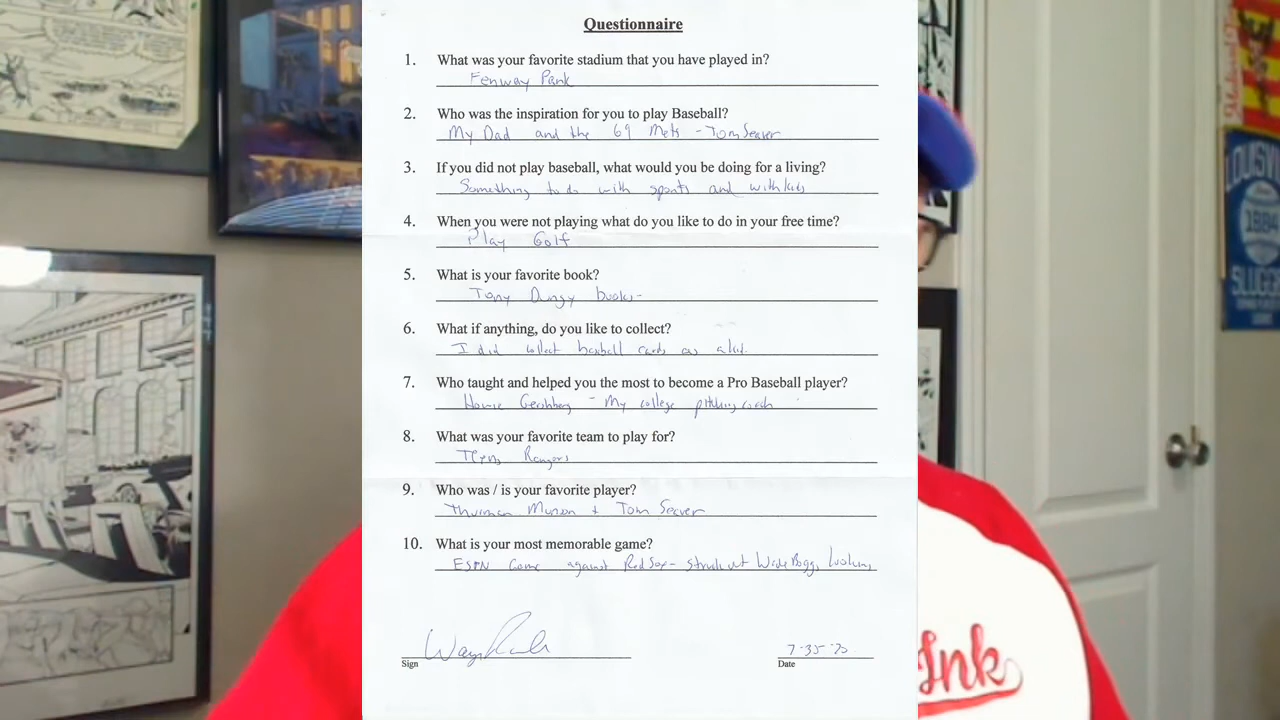 Questionnaire
1. What was your favorite stadium that you have played in?
Fenway Park
2. Who was the inspiration for you to play Baseball?
My Dad and the 69 Mets - Tom Seaver
3. If you did not play baseball, what would you be doing for a living?
Something to do with sports and with kids
4. When you were not playing what do you like to do in your free time?
Play Golf
5. What is your favorite book?
Tony Dungy books-
6. What if anything, do you like to collect?
I did collect baseball cards as a kid.
7. Who taught and helped you the most to become a Pro Baseball player?
Howie Gershberg - My college pitching coach
8. What was your favorite team to play for?
Texas Rangers
9. Who was / is your favorite player?
Thurman Munson + Tom Seaver
10. What is your most memorable game?
ESPN Game against Red Sox - struck out Wade Boggs looking
Sign
Date
LOUISV
1884
SLUGGE
Ink